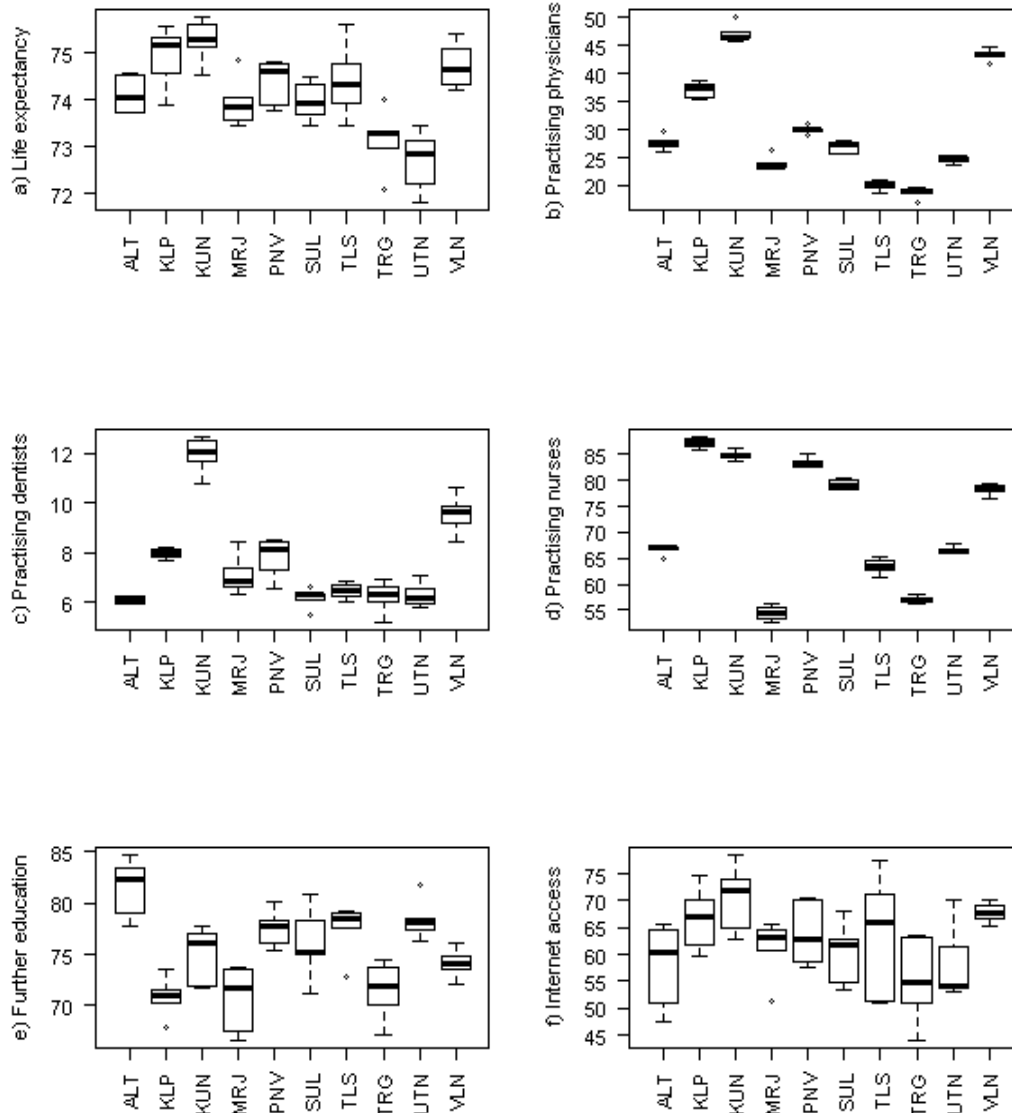 a) Life expectancy
75
74
73
72
ALT KLP KUN MRJ PNV SUL TLS TRG UTN VLN
b) Practising physicians
50
45
40
35
30
25
20
ALT KLP KUN MRJ PNV SUL TLS TRG UTN VLN
c) Practising dentists
12
10
8
6
ALT KLP KUN MRJ PNV SUL TLS TRG UTN VLN
d) Practising nurses
85
80
75
70
65
60
55
ALT KLP KUN MRJ PNV SUL TLS TRG UTN VLN
e) Further education
85
80
75
70
ALT KLP KUN MRJ PNV SUL TLS TRG UTN VLN
f) Internet access
75
70
65
60
55
50
45
ALT KLP KUN MRJ PNV SUL TLS TRG UTN VLN